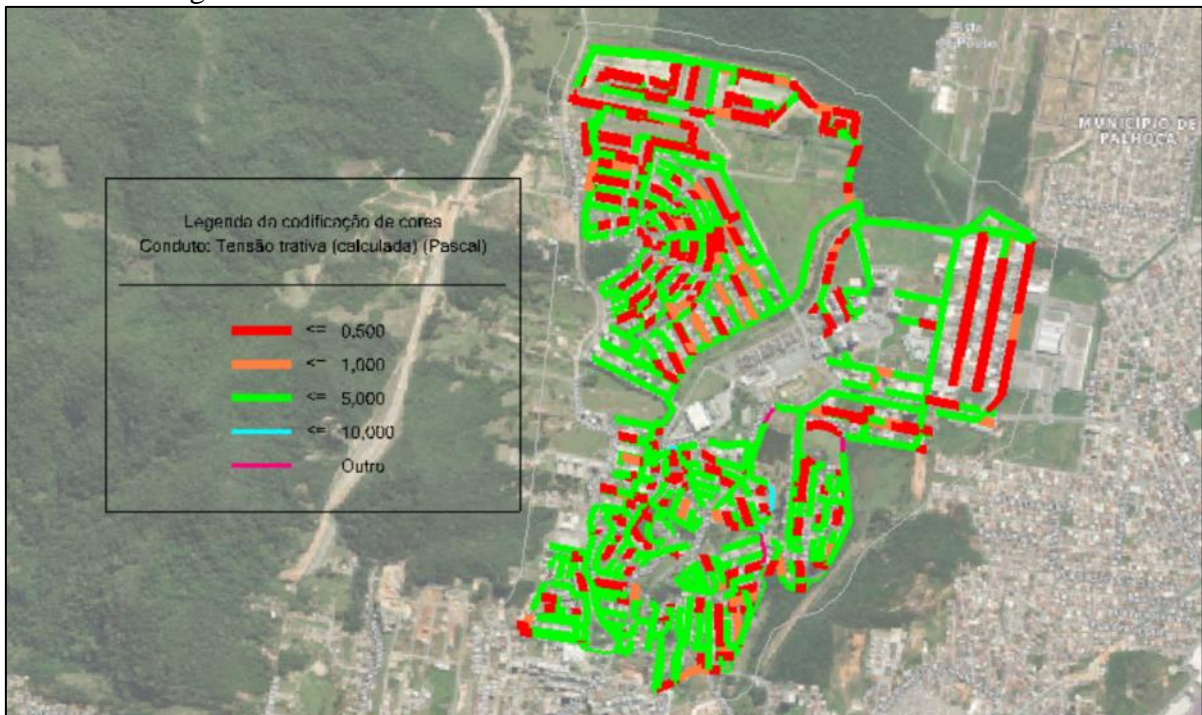 MUNICIPIO DE
PALHOÇA
Legenda da codificação de cores
Conduto: Tensão trativa (calculada) (Pascal)
<= 0,500
<= 1,000
<= 5,000
<= 10,000
Outro